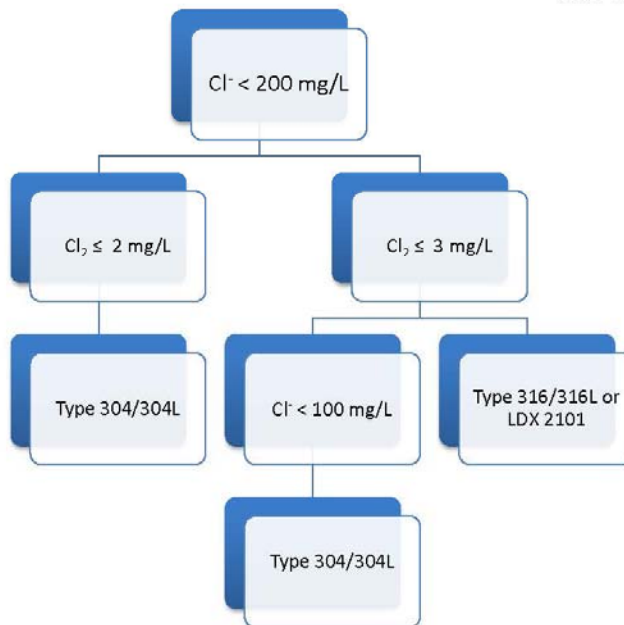 Cl⁻ < 200 mg/L
Cl₂ ≤ 2 mg/L
Cl₂ ≤ 3 mg/L
Type 304/304L
Cl⁻ < 100 mg/L
Type 316/316L or
LDX 2101
Type 304/304L